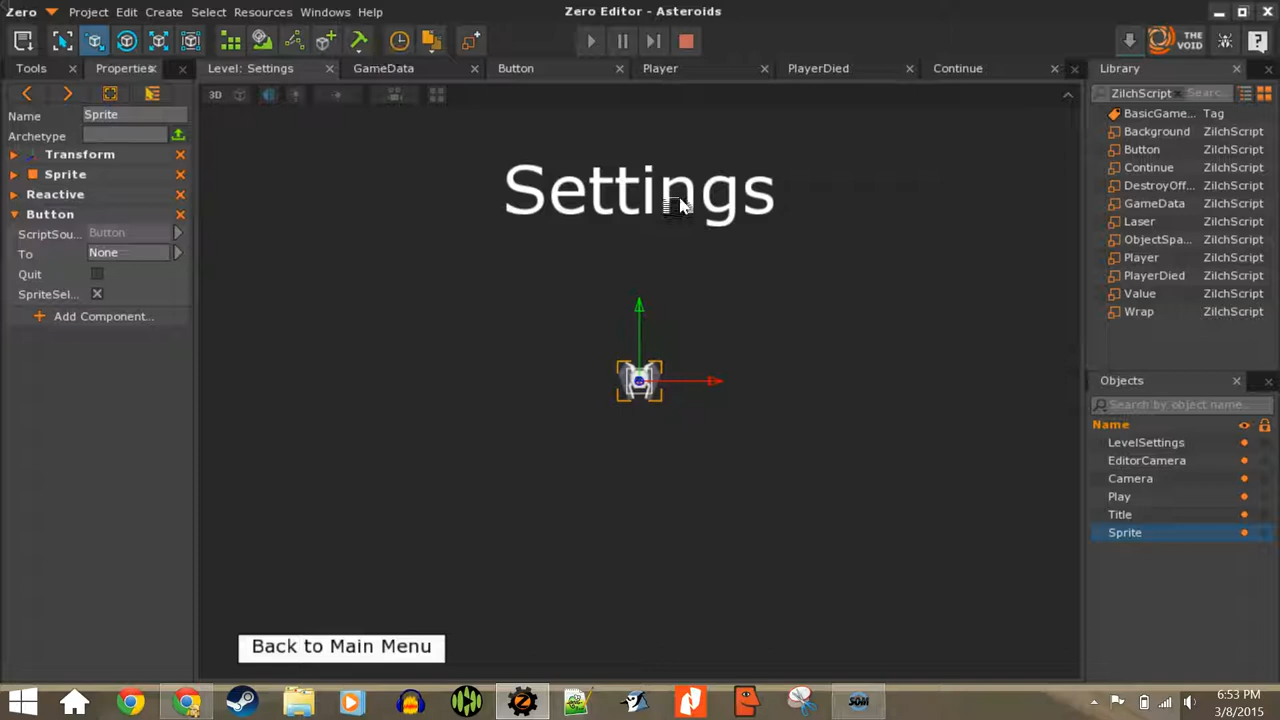 Zero Project Edit Create Select Resources Windows Help Zero Editor - Asteroids
THE VOID
Tools Properties Level: Settings GameData Button Player PlayerDied Continue Library
3D
ZilchScript Searc...
Name Sprite
Archetype
Transform
Sprite
Reactive
Button
ScriptSou... Button
To None
Quit
SpriteSel...
Add Component...
Settings
Back to Main Menu
BasicGame... Tag
Background ZilchScript
Button ZilchScript
Continue ZilchScript
DestroyOff... ZilchScript
GameData ZilchScript
Laser ZilchScript
ObjectSpa... ZilchScript
Player ZilchScript
PlayerDied ZilchScript
Value ZilchScript
Wrap ZilchScript
Objects
Search by object name...
Name
LevelSettings
EditorCamera
Camera
Play
Title
Sprite
SOM
6:53 PM
3/8/2015